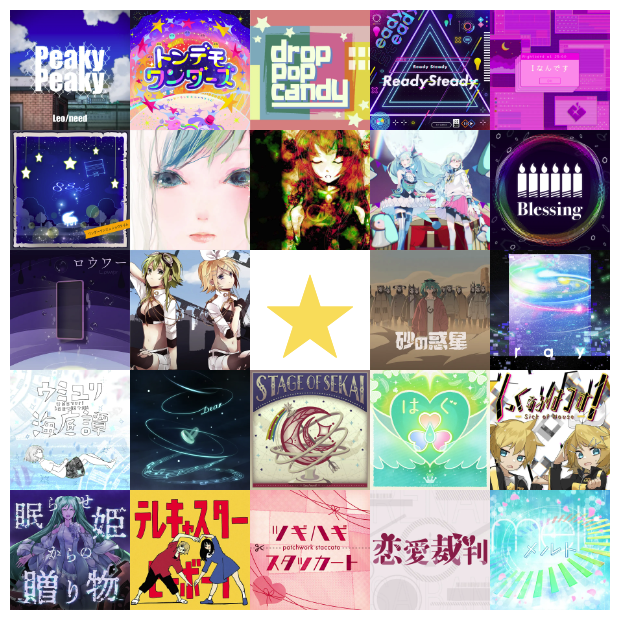 Peaky
Peaky
Leo/need
トンデモ
ワンダーズ
drop
pop
candy
Ready Steady
ReadySteady
Blessing
ロウワー
砂の惑星
ray
ウミユリ
海底譚
Dear
STAGE OF SEKAI
はぐ
Sick of House
眠らせ姫
からの
贈り物
テレキャスター
ビーボーイ
ツギハギ
patchwork staccato
スタッカート
恋愛裁判
メルト